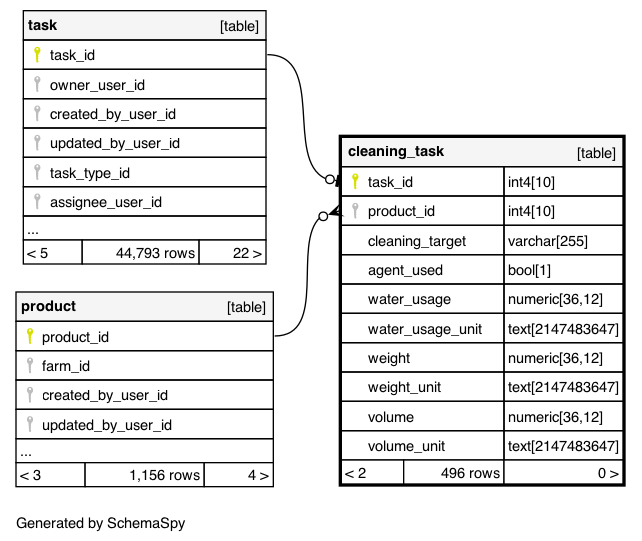 task [table]
task_id
owner_user_id
created_by_user_id
updated_by_user_id
task_type_id
assignee_user_id
...
< 5 44,793 rows 22 >
product [table]
product_id
farm_id
created_by_user_id
updated_by_user_id
...
< 3 1,156 rows 4 >
cleaning_task [table]
task_id int4[10]
product_id int4[10]
cleaning_target varchar[255]
agent_used bool[1]
water_usage numeric[36,12]
water_usage_unit text[2147483647]
weight numeric[36,12]
weight_unit text[2147483647]
volume numeric[36,12]
volume_unit text[2147483647]
< 2 496 rows 0 >
Generated by SchemaSpy